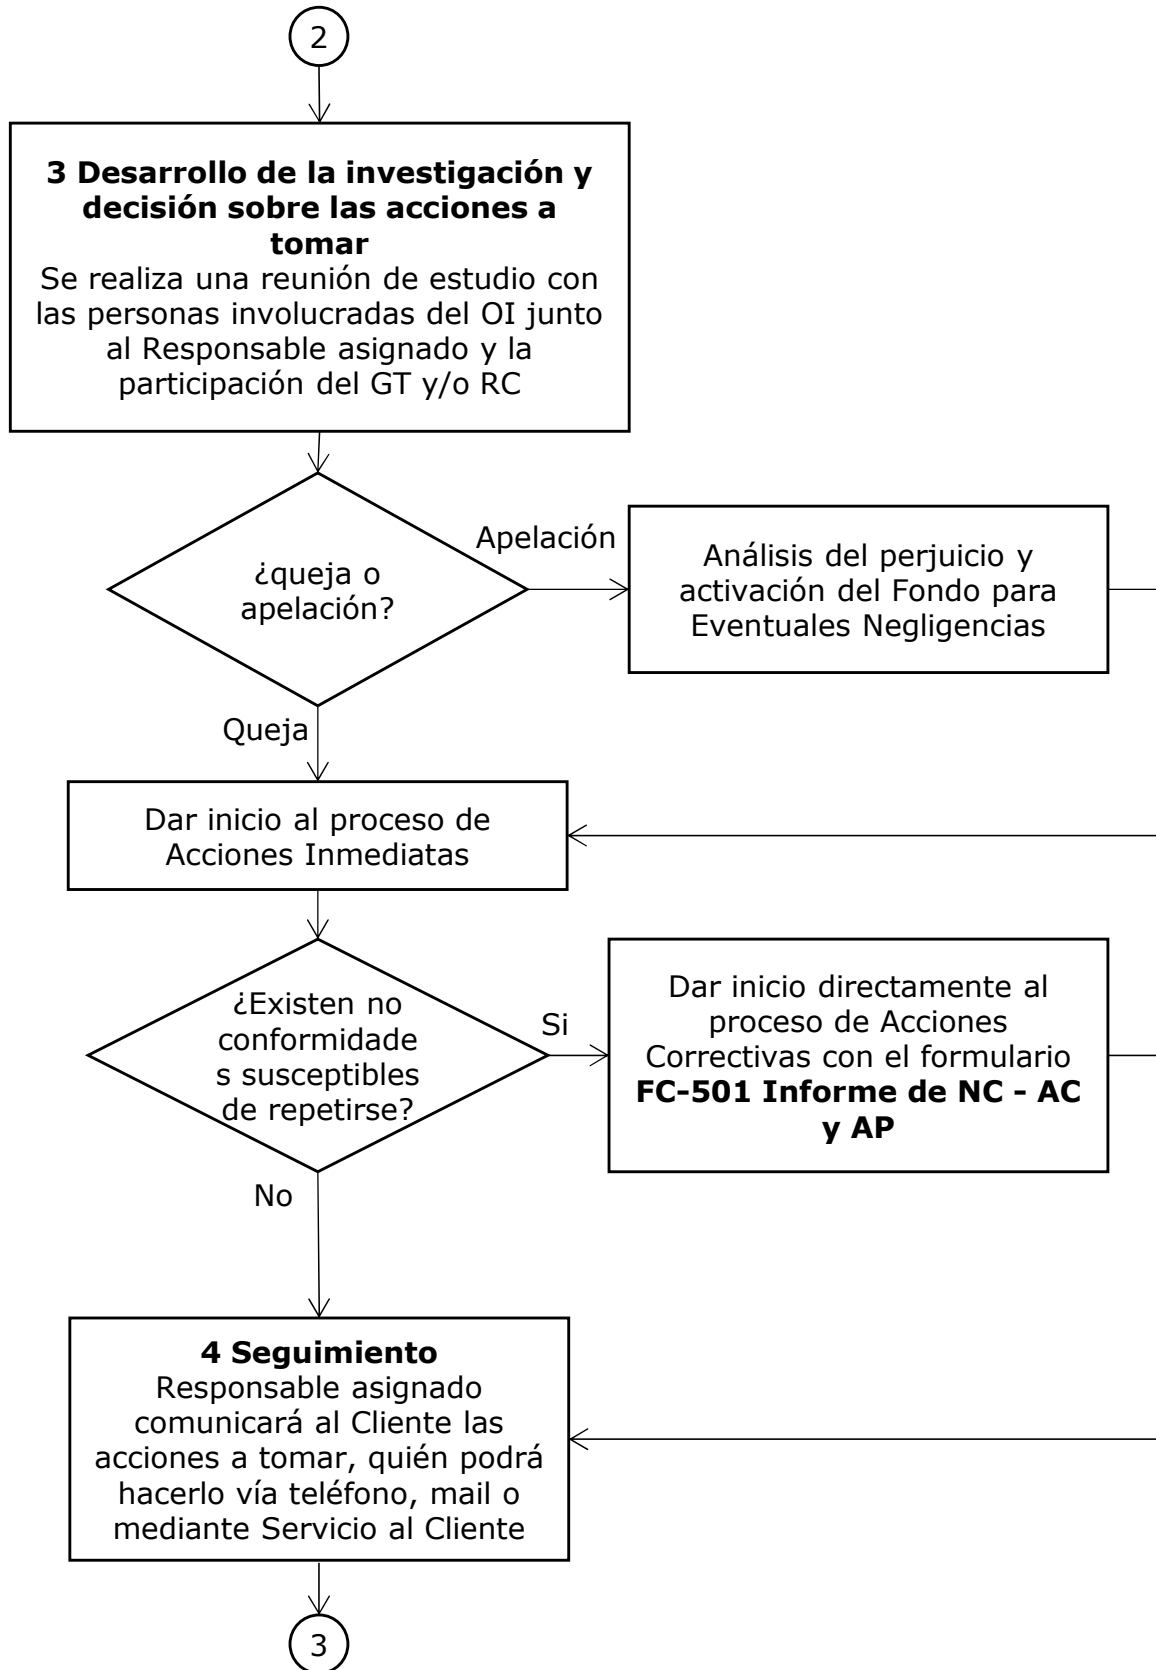 2
3 Desarrollo de la investigación y
decisión sobre las acciones a
tomar
Se realiza una reunión de estudio con
las personas involucradas del OI junto
al Responsable asignado y la
participación del GT y/o RC
¿queja o
apelación?
Apelación
Análisis del perjuicio y
activación del Fondo para
Eventuales Negligencias
Queja
Dar inicio al proceso de
Acciones Inmediatas
¿Existen no
conformidade
s susceptibles
de repetirse?
Si
Dar inicio directamente al
proceso de Acciones
Correctivas con el formulario
FC-501 Informe de NC - AC
y AP
No
4 Seguimiento
Responsable asignado
comunicará al Cliente las
acciones a tomar, quién podrá
hacerlo vía teléfono, mail o
mediante Servicio al Cliente
3